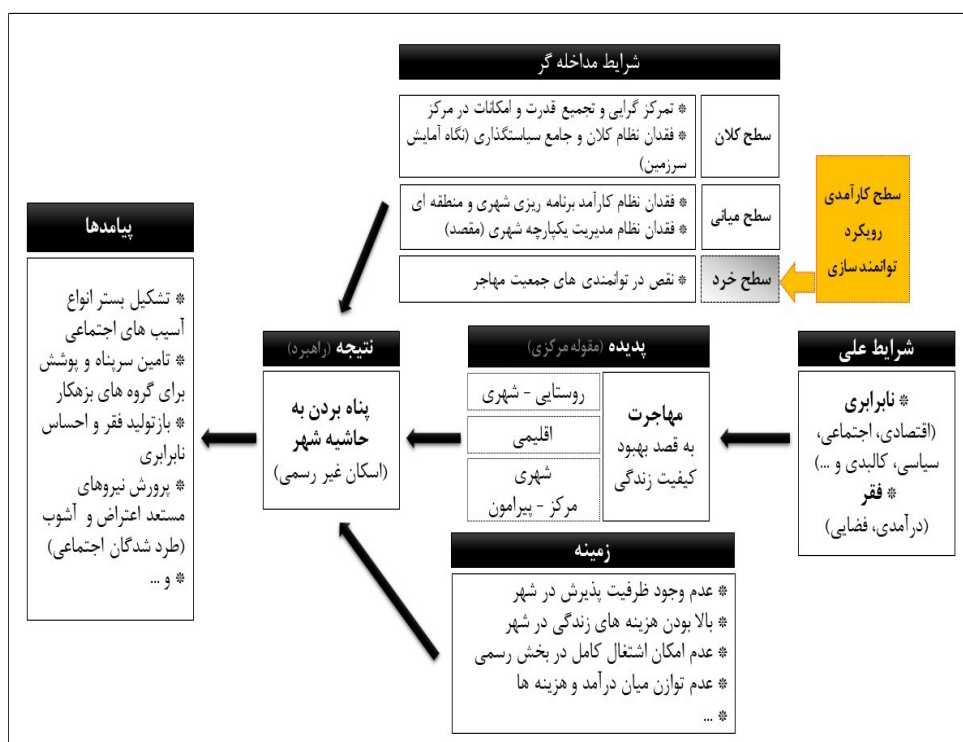 شرایط مداخله گر
سطح کلان
* تمرکز گرایی و تجمیع قدرت و امکانات در مرکز
* فقدان نظام کلان و جامع سیاستگذاری (نگاه آمایش
سرزمین)
سطح میانی
* فقدان نظام کارآمد برنامه ریزی شهری و منطقه ای
* فقدان نظام مدیریت یکپارچه شهری (مقصد)
سطح خرد
* نقص در توانمندی های جمعیت مهاجر
سطح کارآمدی
رویکرد
توانمندسازی
شرایط علی
* نابرابری
(اقتصادی، اجتماعی،
سیاسی، کالبدی و ...)
* فقر
(درآمدی، فضایی)
پدیده (مقوله مرکزی)
مهاجرت
به قصد بهبود
کیفیت زندگی
روستایی - شهری
اقلیمی
شهری
مرکز - پیرامون
نتیجه (راهبرد)
پناه بردن به
حاشیه شهر
(اسکان غیر رسمی)
زمینه
* عدم وجود ظرفیت پذیرش در شهر
* بالا بودن هزینه های زندگی در شهر
* عدم امکان اشتغال کامل در بخش رسمی
* عدم توازن میان درآمد و هزینه ها
* ...
پیامدها
* تشکیل بستر انواع
آسیب های اجتماعی
* تامین سرپناه و پوشش
برای گروه های بزهکار
* بازتولید فقر و احساس
نابرابری
* پرورش نیروهای
مستعد اعتراض و آشوب
(طرد شدگان اجتماعی)
* و ...